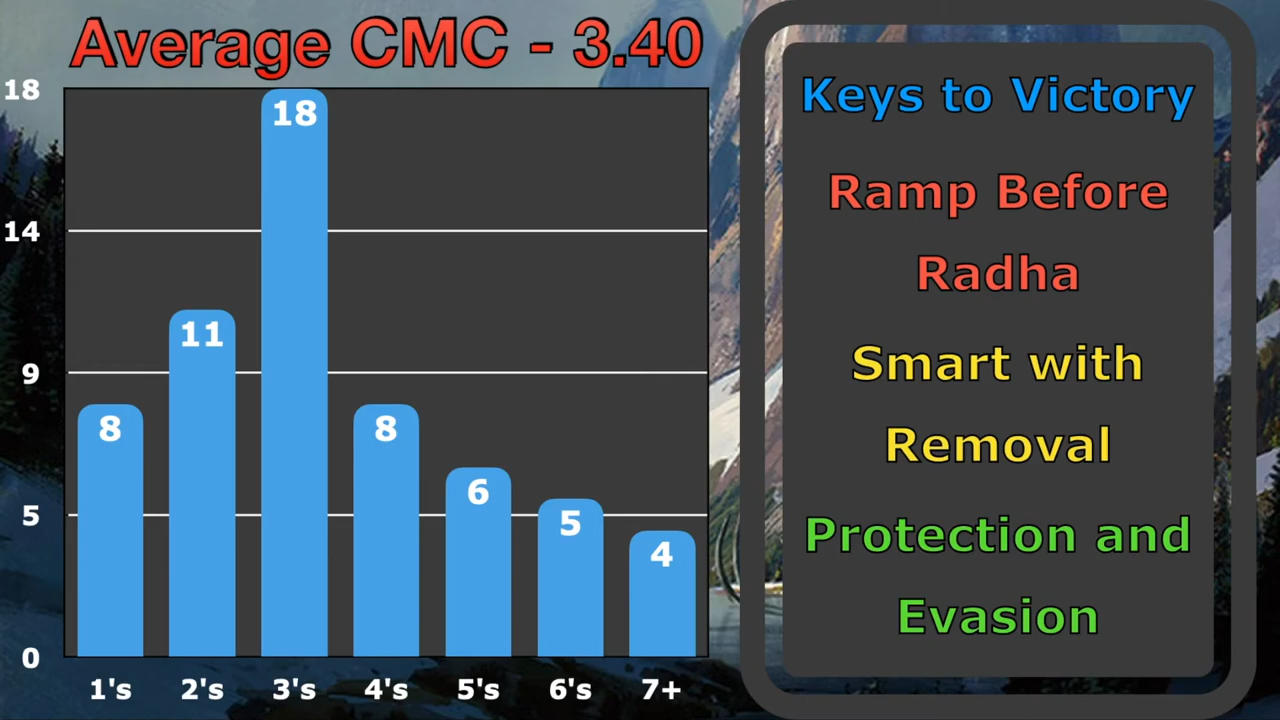 Average CMC - 3.40
18
14
9
5
0
8
11
18
8
6
5
4
1's
2's
3's
4's
5's
6's
7+
Keys to Victory
Ramp Before
Radha
Smart with
Removal
Protection and
Evasion